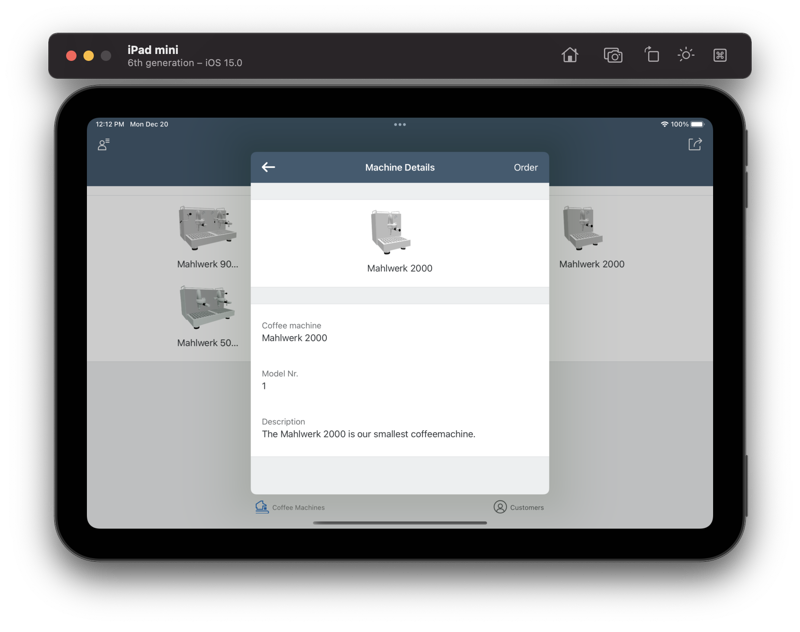 iPad mini
6th generation – iOS 15.0
12:12 PM Mon Dec 20
100%
Machine Details
Order
Mahlwerk 90...
Mahlwerk 2000
Mahlwerk 2000
Mahlwerk 50...
Coffee machine
Mahlwerk 2000
Model Nr.
1
Description
The Mahlwerk 2000 is our smallest coffeemachine.
Coffee Machines
Customers